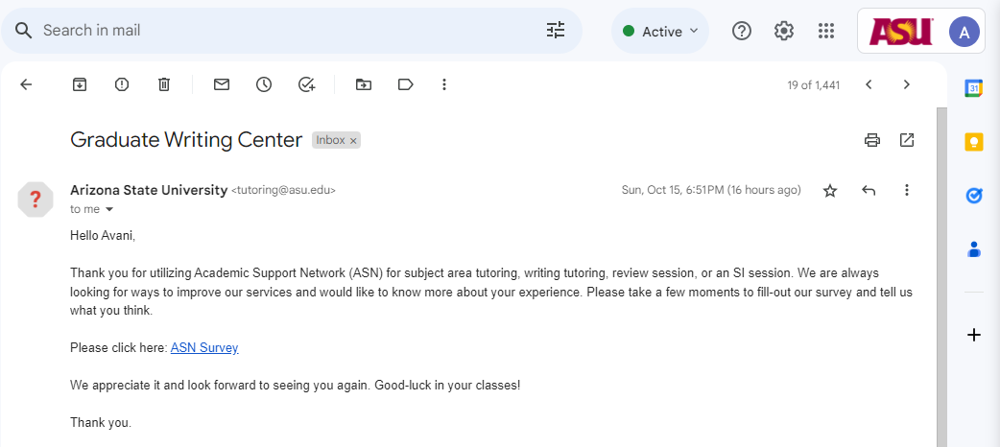 Search in mail
Active
ASU
A
19 of 1,441
31
Graduate Writing Center
Inbox x
?
Arizona State University <tutoring@asu.edu>
Sun, Oct 15, 6:51 PM (16 hours ago)
to me
Hello Avani,
Thank you for utilizing Academic Support Network (ASN) for subject area tutoring, writing tutoring, review session, or an SI session. We are always
looking for ways to improve our services and would like to know more about your experience. Please take a few moments to fill-out our survey and tell us
what you think.
Please click here: ASN Survey
We appreciate it and look forward to seeing you again. Good-luck in your classes!
Thank you.